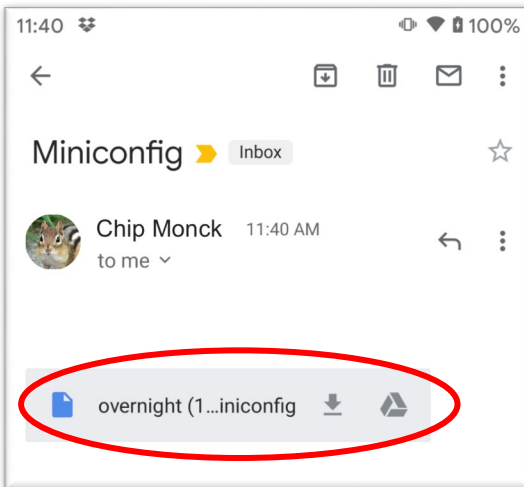 11:40 100%
Miniconfig Inbox
Chip Monck 11:40 AM
to me
overnight (1...iniconfig